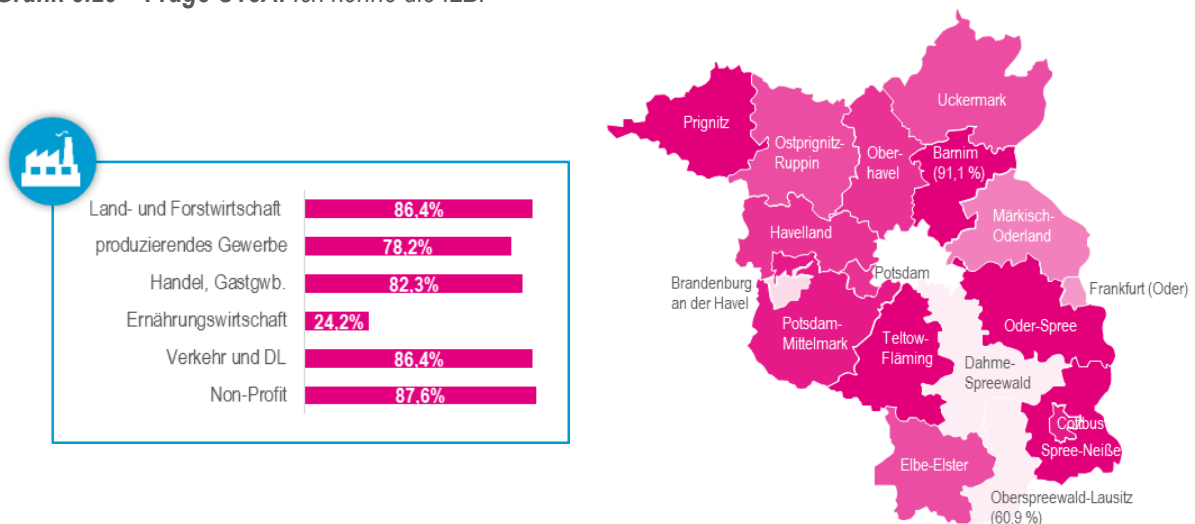 Land- und Forstwirtschaft 86,4%
produzierendes Gewerbe 78,2%
Handel, Gastgwb. 82,3%
Ernährungswirtschaft 24,2%
Verkehr und DL 86,4%
Non-Profit 87,6%
Uckermark
Prignitz
Ostprignitz-
Ruppin
Ober-
havel
Barnim
(91,1 %)
Märkisch-
Oderland
Havelland
Potsdam
Brandenburg
an der Havel
Frankfurt (Oder)
Potsdam-
Mittelmark
Teltow-
Fläming
Oder-Spree
Dahme-
Spreewald
Cottbus
Spree-Neiße
Elbe-Elster
Oberspreewald-Lausitz
(60,9 %)